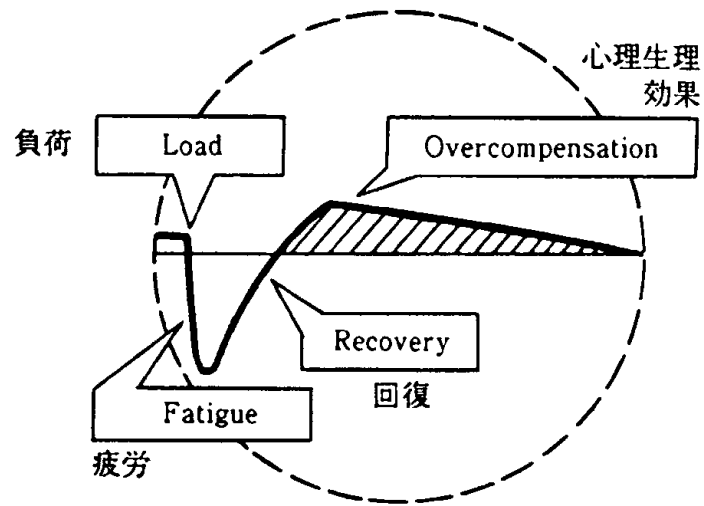 心理生理
効果
負荷
Load
Overcompensation
Recovery
回復
Fatigue
疲労